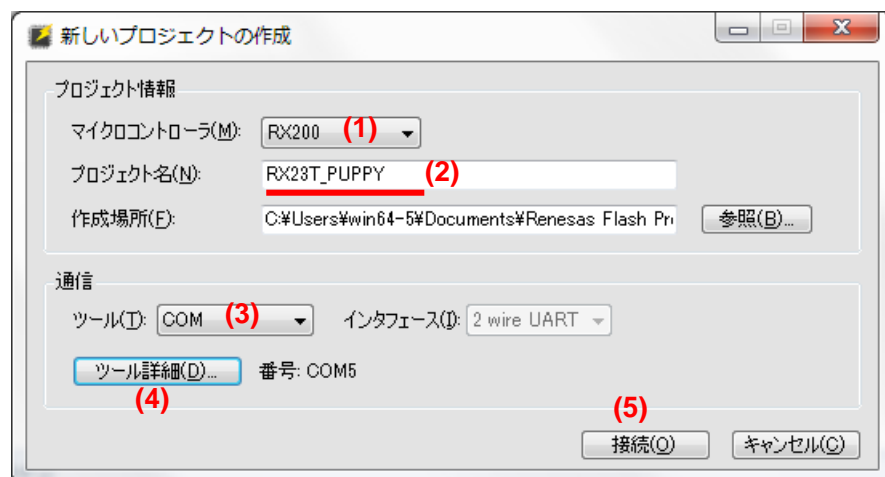 新しいプロジェクトの作成
プロジェクト情報
マイクロコントローラ(M): RX200 (1)
プロジェクト名(N): RX23T_PUPPY (2)
作成場所(F): C:¥Users¥win64-5¥Documents¥Renesas Flash Pr 参照(B)...
通信
ツール(T): COM (3) インタフェース(I): 2 wire UART
ツール詳細(D)... 番号: COM5
(4)
(5)
接続(O) キャンセル(C)